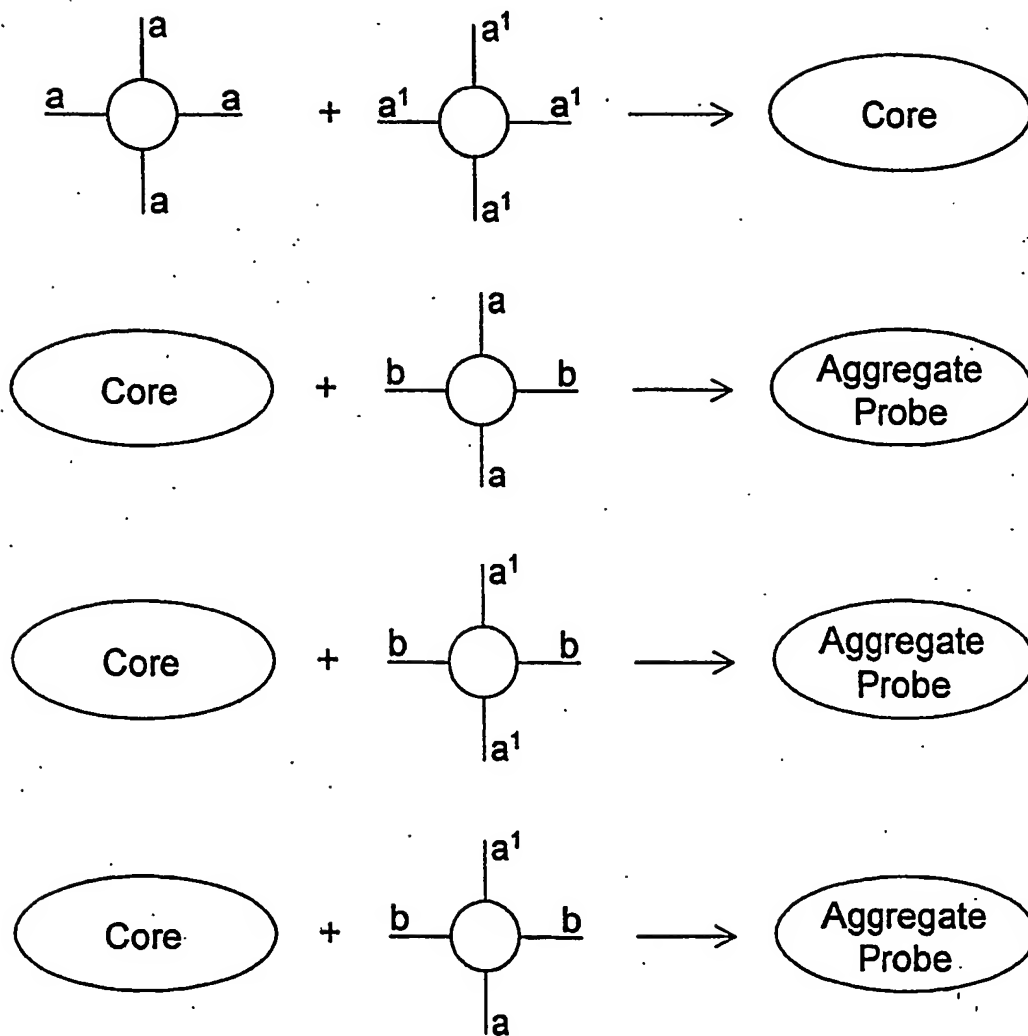 a a¹
a a + a¹ a¹ → Core
a a¹
a
Core + b b → Aggregate
Probe
a
a¹
Core + b b → Aggregate
Probe
a¹
a¹
Core + b b → Aggregate
Probe
a